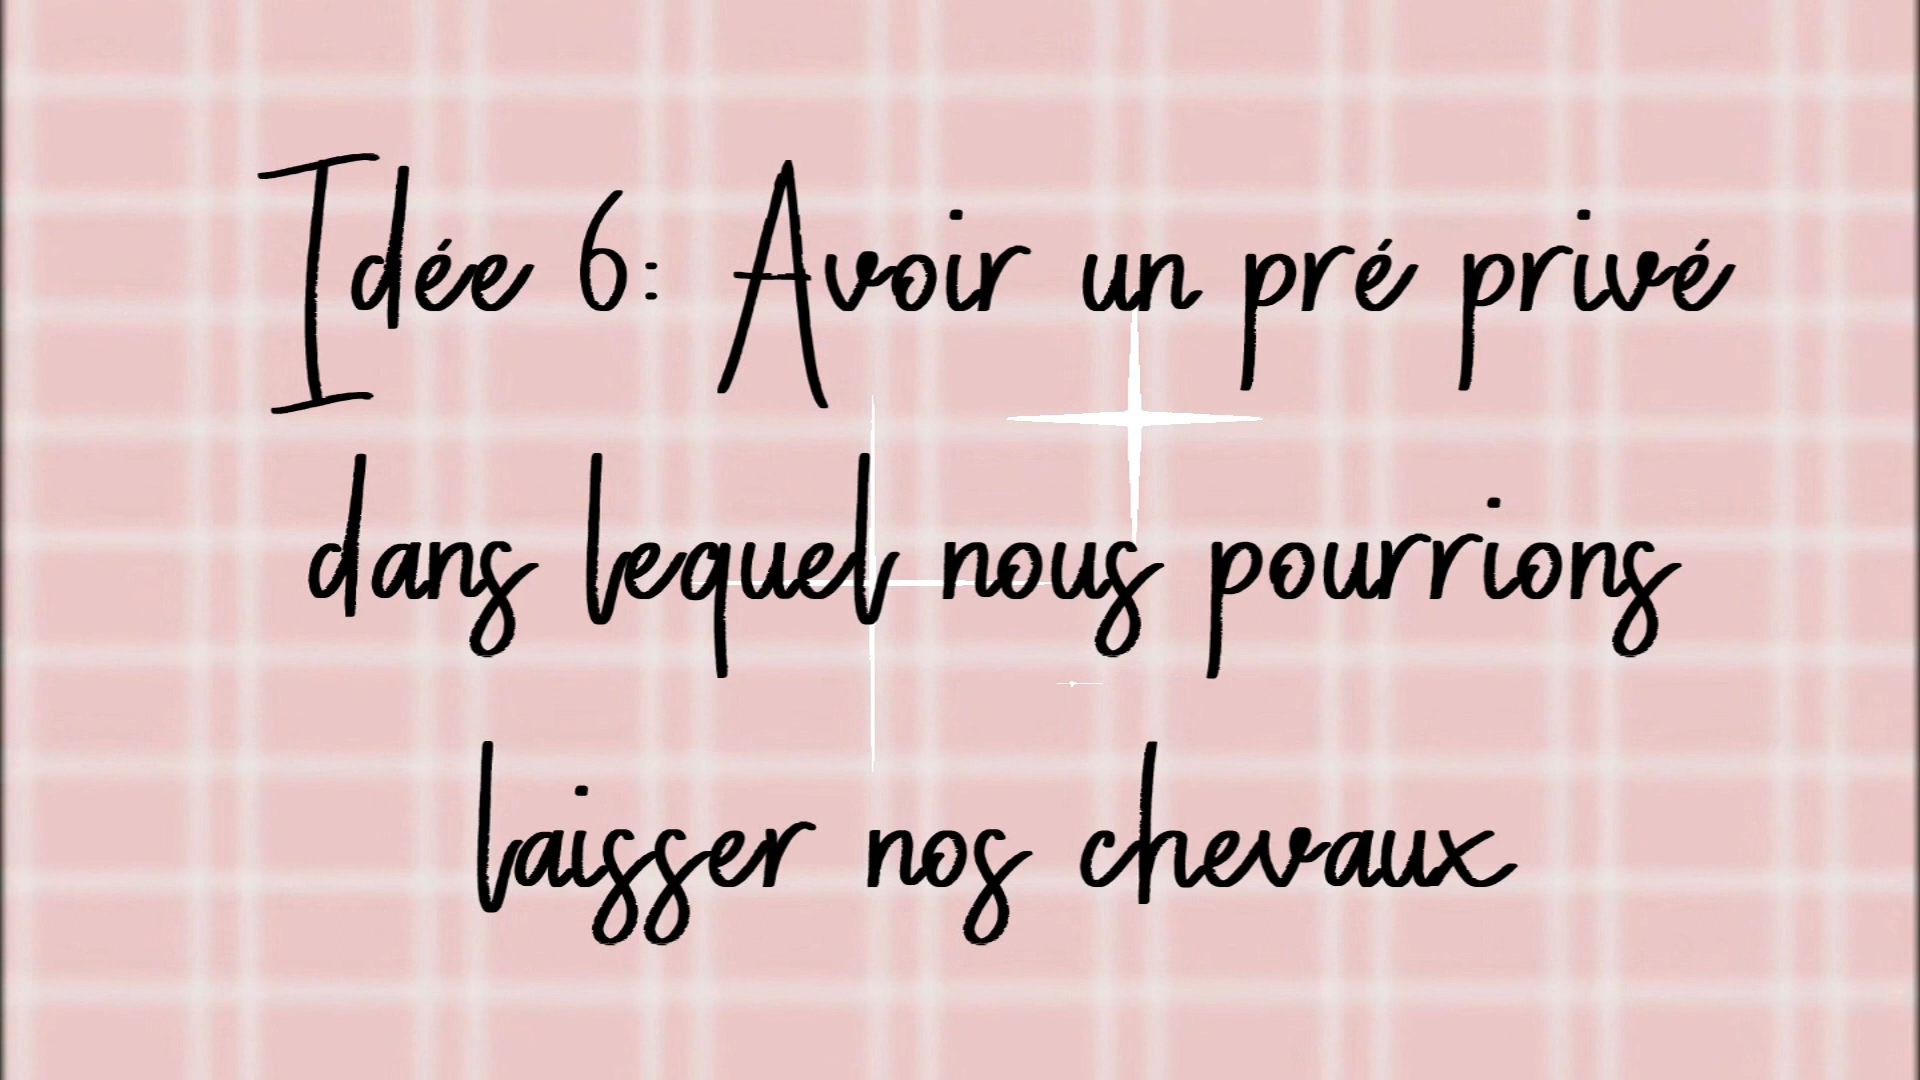 Idée 6: Avoir un pré privé
dans lequel nous pourrions
laisser nos chevaux